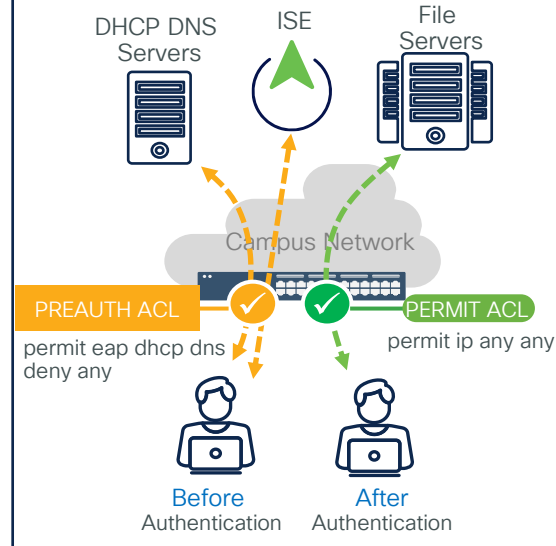 DHCP DNS
Servers
ISE
File
Servers
Campus Network
PREAUTH ACL
permit eap dhcp dns
deny any
PERMIT ACL
permit ip any any
Before
Authentication
After
Authentication